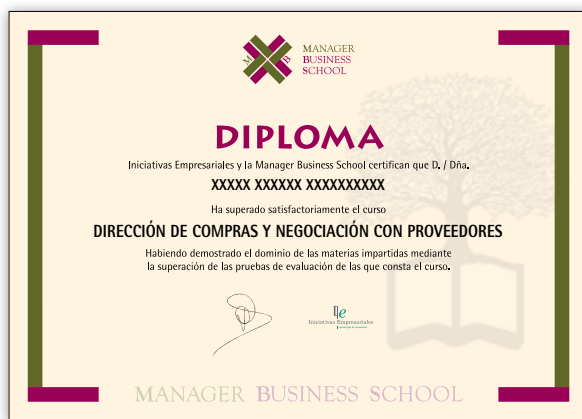 M B
MANAGER
BUSINESS
SCHOOL
DIPLOMA
Iniciativas Empresariales y la Manager Business School certifican que D. / Dña.
XXXXX XXXXXX XXXXXXXXXX
Ha superado satisfactoriamente el curso
DIRECCIÓN DE COMPRAS Y NEGOCIACIÓN CON PROVEEDORES
Habiendo demostrado el dominio de las materias impartidas mediante
la superación de las pruebas de evaluación de las que consta el curso.
Ie
Iniciativas Empresariales
MANAGER BUSINESS SCHOOL